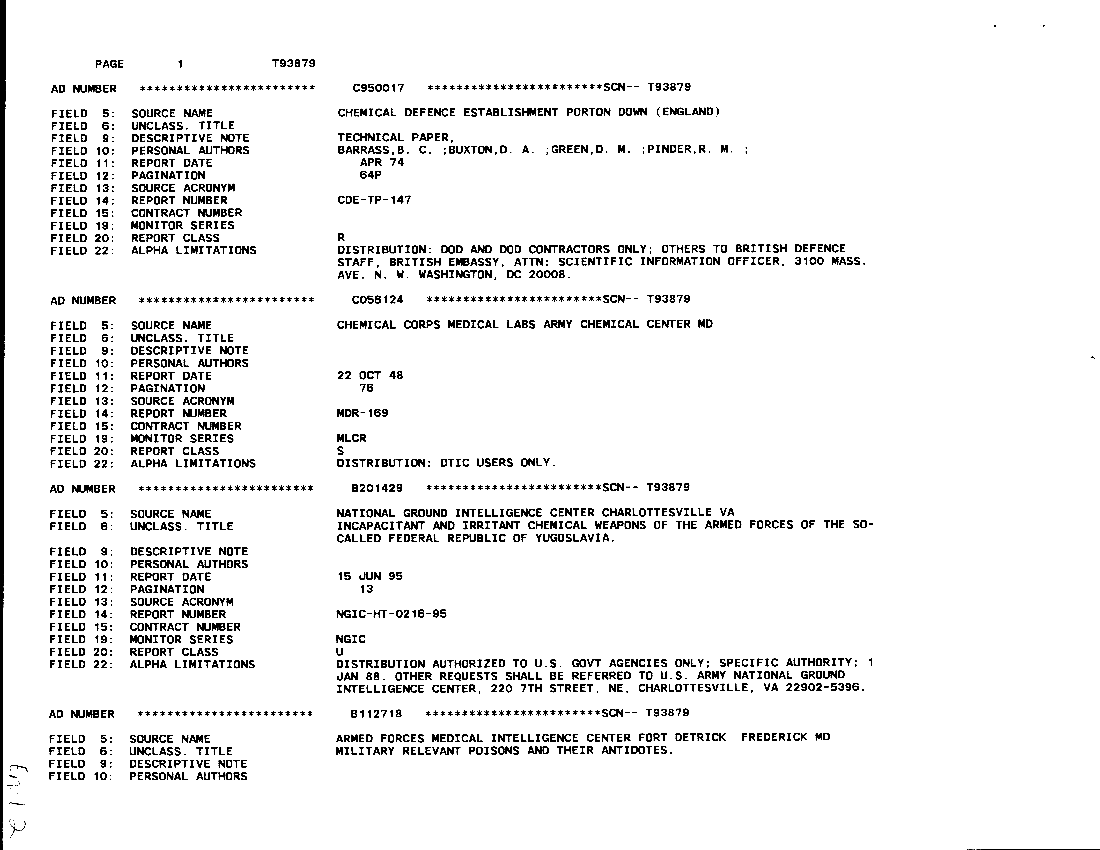 PAGE 1 T93879
AD NUMBER ************************ C950017 ************************SCN-- T93879
FIELD 5: SOURCE NAME CHEMICAL DEFENCE ESTABLISHMENT PORTON DOWN (ENGLAND)
FIELD 6: UNCLASS. TITLE
FIELD 9: DESCRIPTIVE NOTE TECHNICAL PAPER,
FIELD 10: PERSONAL AUTHORS BARRASS,B. C. ;BUXTON,D. A. ;GREEN,D. M. ;PINDER,R. M. ;
FIELD 11: REPORT DATE APR 74
FIELD 12: PAGINATION 64P
FIELD 13: SOURCE ACRONYM
FIELD 14: REPORT NUMBER CDE-TP-147
FIELD 15: CONTRACT NUMBER
FIELD 19: MONITOR SERIES
FIELD 20: REPORT CLASS R
FIELD 22: ALPHA LIMITATIONS DISTRIBUTION: DOD AND DOD CONTRACTORS ONLY; OTHERS TO BRITISH DEFENCE
STAFF, BRITISH EMBASSY, ATTN: SCIENTIFIC INFORMATION OFFICER, 3100 MASS.
AVE. N. W. WASHINGTON, DC 20008.
AD NUMBER ************************ C056124 ************************SCN-- T93879
FIELD 5: SOURCE NAME CHEMICAL CORPS MEDICAL LABS ARMY CHEMICAL CENTER MD
FIELD 6: UNCLASS. TITLE
FIELD 9: DESCRIPTIVE NOTE
FIELD 10: PERSONAL AUTHORS
FIELD 11: REPORT DATE 22 OCT 48
FIELD 12: PAGINATION 76
FIELD 13: SOURCE ACRONYM
FIELD 14: REPORT NUMBER MDR-169
FIELD 15: CONTRACT NUMBER
FIELD 19: MONITOR SERIES MLCR
FIELD 20: REPORT CLASS S
FIELD 22: ALPHA LIMITATIONS DISTRIBUTION: DTIC USERS ONLY.
AD NUMBER ************************ B201429 ************************SCN-- T93879
FIELD 5: SOURCE NAME NATIONAL GROUND INTELLIGENCE CENTER CHARLOTTESVILLE VA
FIELD 6: UNCLASS. TITLE INCAPACITANT AND IRRITANT CHEMICAL WEAPONS OF THE ARMED FORCES OF THE SO-
CALLED FEDERAL REPUBLIC OF YUGOSLAVIA.
FIELD 9: DESCRIPTIVE NOTE
FIELD 10: PERSONAL AUTHORS
FIELD 11: REPORT DATE 15 JUN 95
FIELD 12: PAGINATION 13
FIELD 13: SOURCE ACRONYM
FIELD 14: REPORT NUMBER NGIC-HT-0216-95
FIELD 15: CONTRACT NUMBER
FIELD 19: MONITOR SERIES NGIC
FIELD 20: REPORT CLASS U
FIELD 22: ALPHA LIMITATIONS DISTRIBUTION AUTHORIZED TO U.S. GOVT AGENCIES ONLY; SPECIFIC AUTHORITY; 1
JAN 88. OTHER REQUESTS SHALL BE REFERRED TO U.S. ARMY NATIONAL GROUND
INTELLIGENCE CENTER, 220 7TH STREET, NE, CHARLOTTESVILLE, VA 22902-5396.
AD NUMBER ************************ B112718 ************************SCN-- T93879
FIELD 5: SOURCE NAME ARMED FORCES MEDICAL INTELLIGENCE CENTER FORT DETRICK FREDERICK MD
FIELD 6: UNCLASS. TITLE MILITARY RELEVANT POISONS AND THEIR ANTIDOTES.
FIELD 9: DESCRIPTIVE NOTE
FIELD 10: PERSONAL AUTHORS